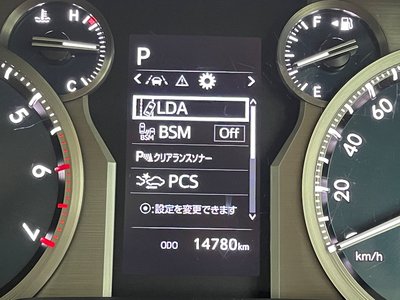 H
C
F
E
P
LDA
BSM Off
P クリアランスソナー
PCS
:設定を変更できます
ODO 14780km
5
6
7
60
40
20
0
km/h